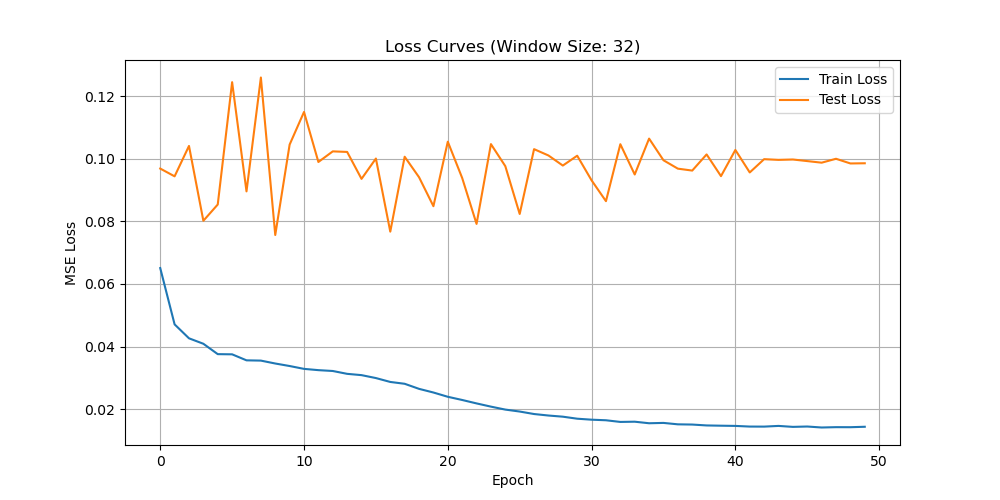 Loss Curves (Window Size: 32)
Train Loss
Test Loss
MSE Loss
0.12
0.10
0.08
0.06
0.04
0.02
0 10 20 30 40 50
Epoch